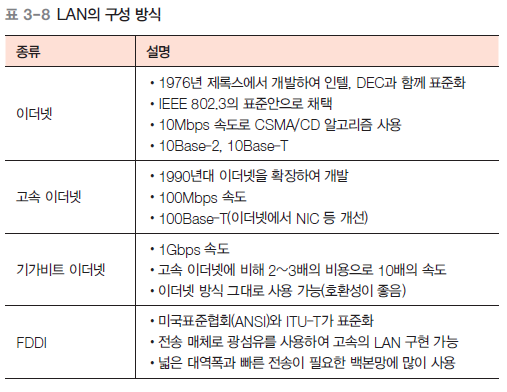 표 3-8 LAN의 구성 방식
종류 설명
이더넷
• 1976년 제록스에서 개발하여 인텔, DEC과 함께 표준화
• IEEE 802.3의 표준안으로 채택
• 10Mbps 속도로 CSMA/CD 알고리즘 사용
• 10Base-2, 10Base-T
고속 이더넷
• 1990년대 이더넷을 확장하여 개발
• 100Mbps 속도
• 100Base-T(이더넷에서 NIC 등 개선)
기가비트 이더넷
• 1Gbps 속도
• 고속 이더넷에 비해 2~3배의 비용으로 10배의 속도
• 이더넷 방식 그대로 사용 가능(호환성이 좋음)
FDDI
• 미국표준협회(ANSI)와 ITU-T가 표준화
• 전송 매체로 광섬유를 사용하여 고속의 LAN 구현 가능
• 넓은 대역폭과 빠른 전송이 필요한 백본망에 많이 사용